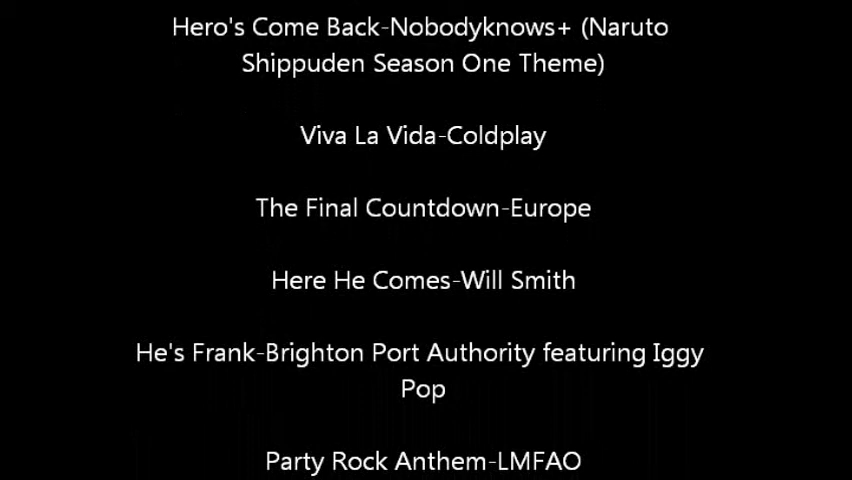 Hero's Come Back-Nobodyknows+ (Naruto
Shippuden Season One Theme)
Viva La Vida-Coldplay
The Final Countdown-Europe
Here He Comes-Will Smith
He's Frank-Brighton Port Authority featuring Iggy
Pop
Party Rock Anthem-LMFAO